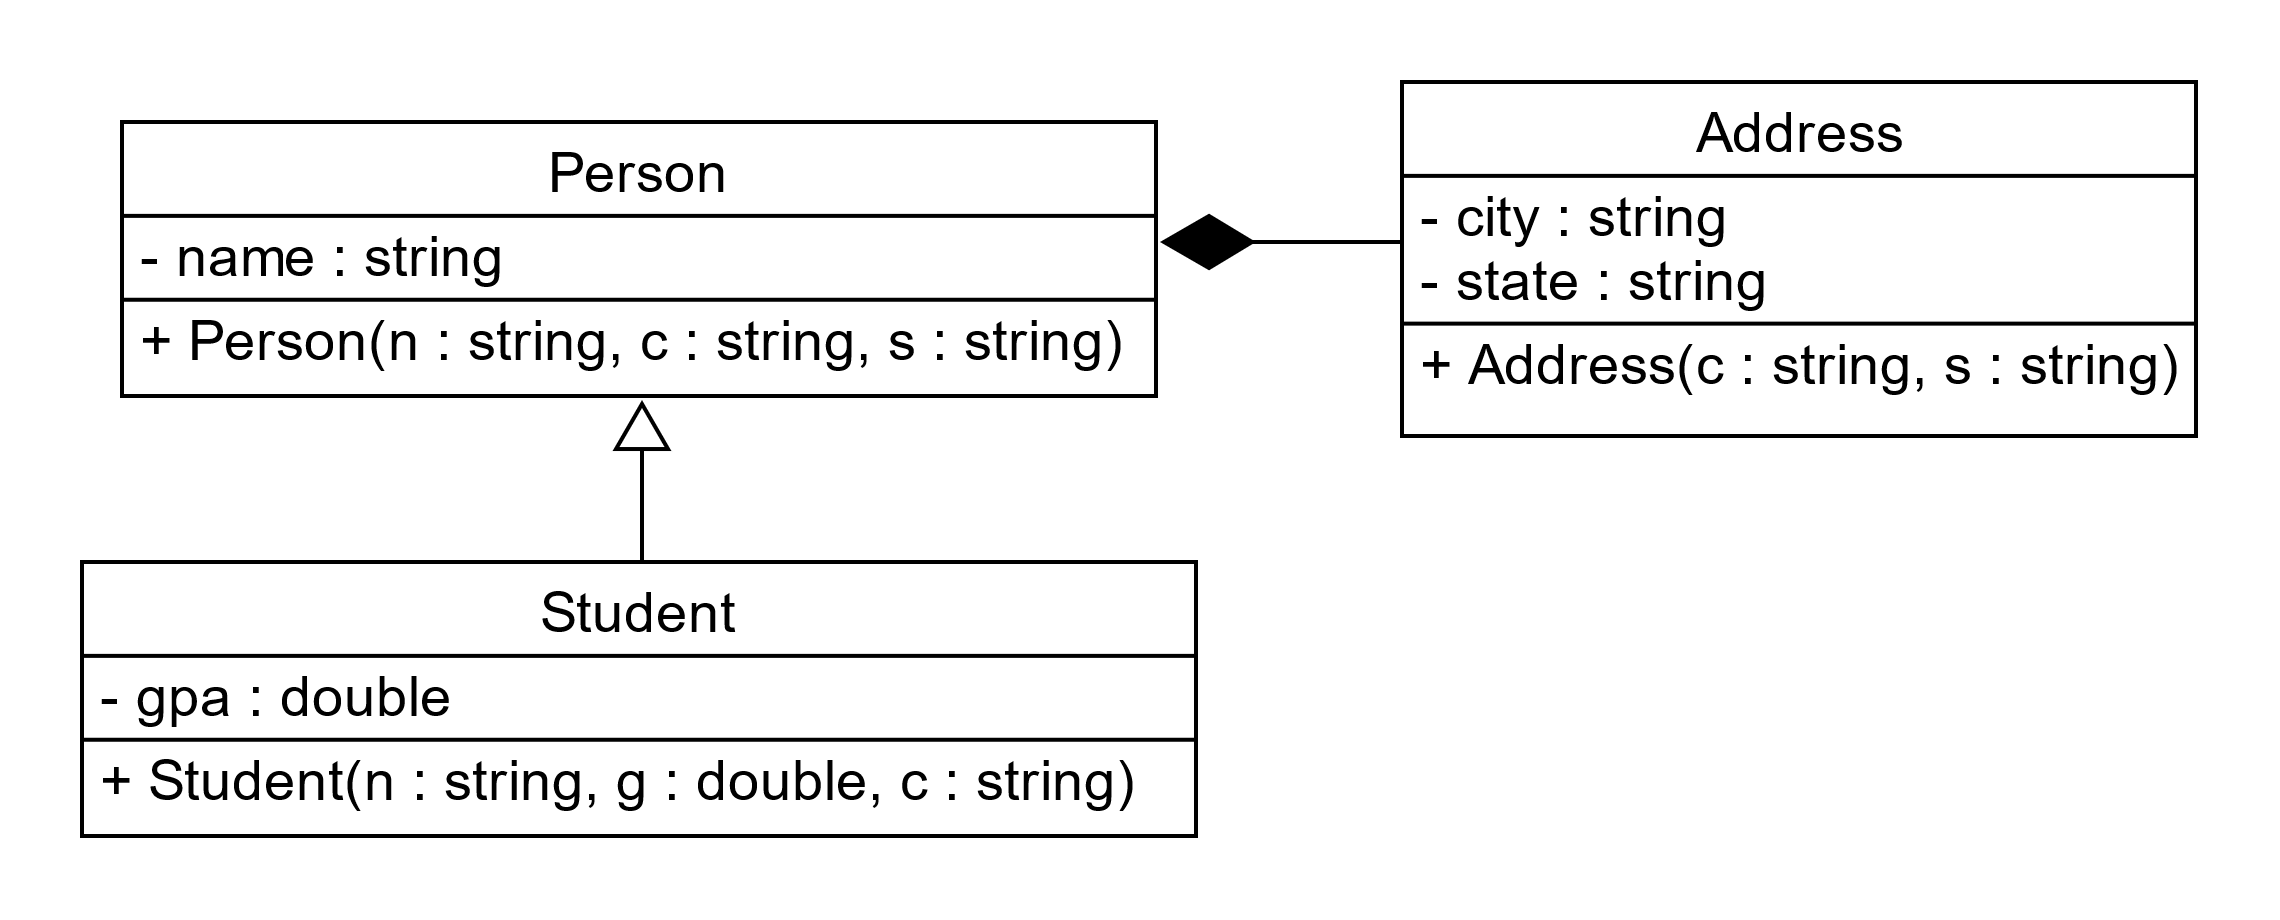 Person
- name : string
+ Person(n : string, c : string, s : string)
Address
- city : string
- state : string
+ Address(c : string, s : string)
Student
- gpa : double
+ Student(n : string, g : double, c : string)